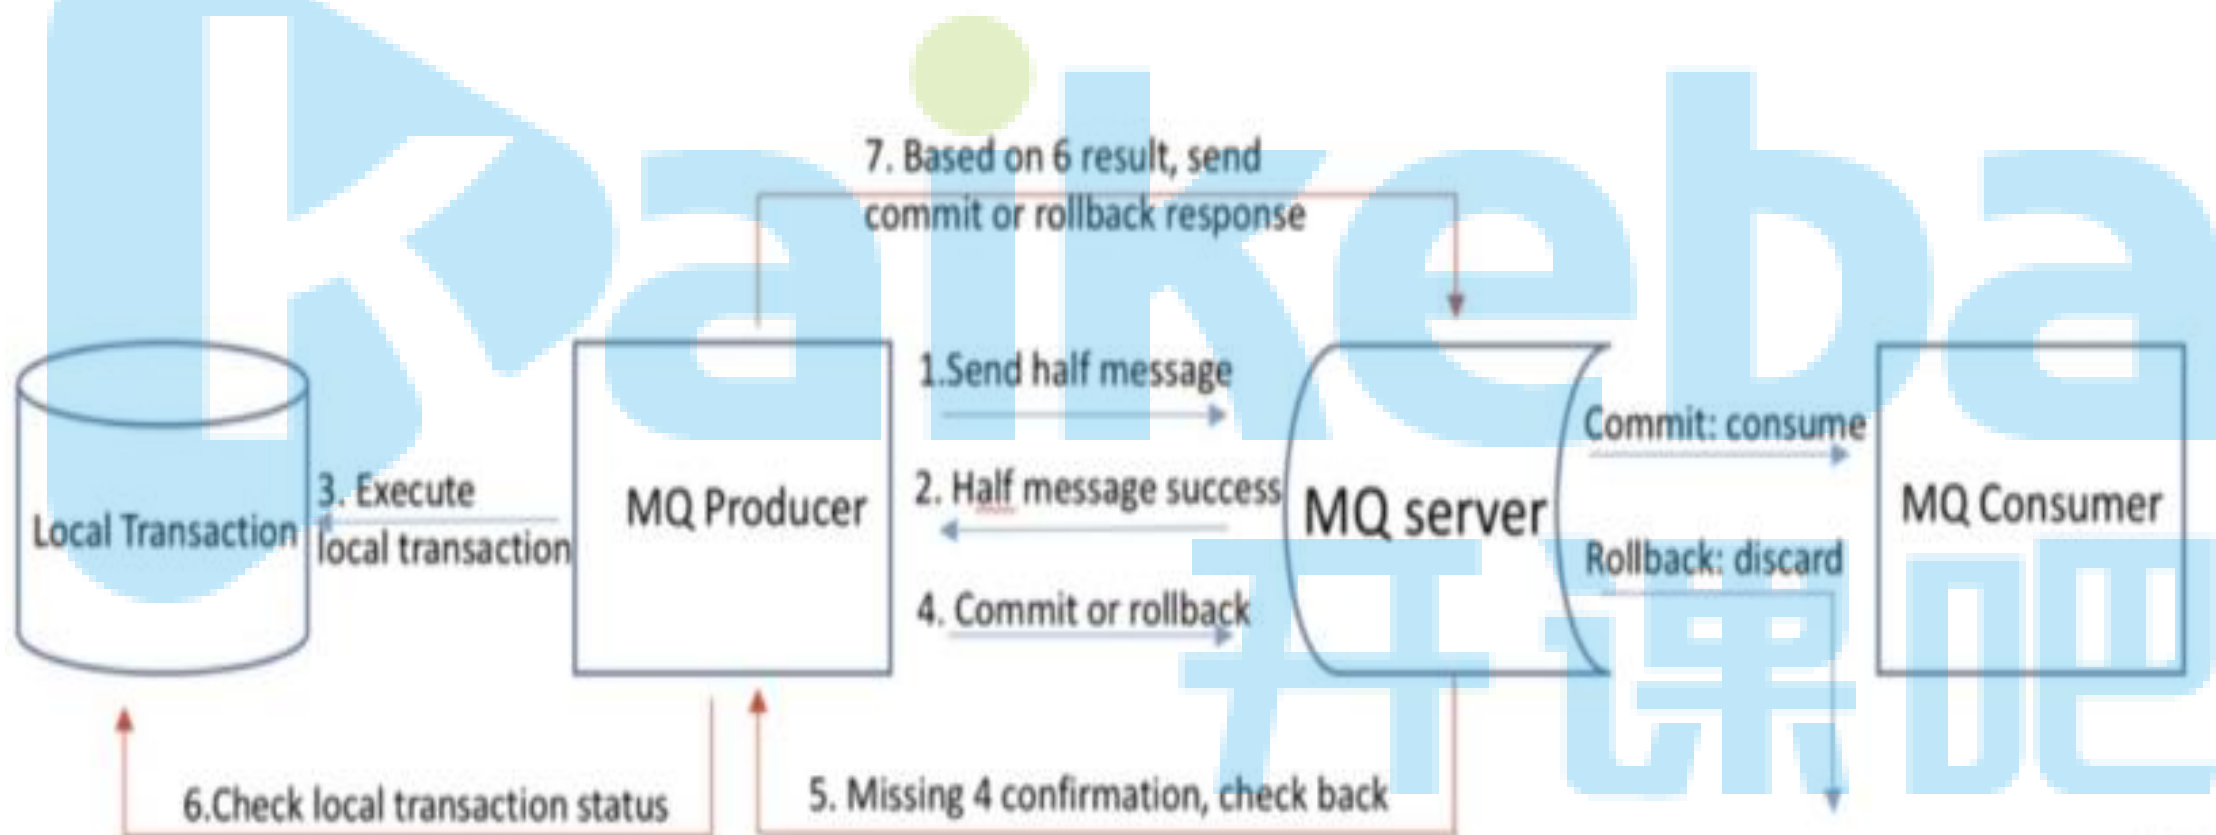 Kaikeba
开课吧
7. Based on 6 result, send
commit or rollback response
1.Send half message
Commit: consume
3. Execute
local transaction
2. Half message success
Local Transaction
MQ Producer
MQ server
MQ Consumer
Rollback: discard
4. Commit or rollback
6.Check local transaction status
5. Missing 4 confirmation, check back